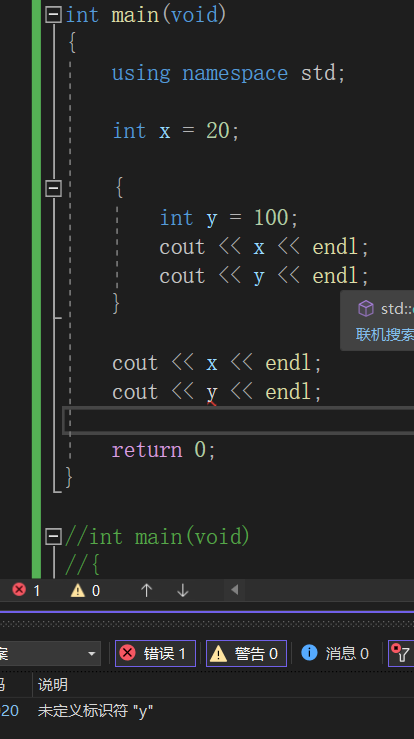 int main(void)
{
using namespace std;
int x = 20;
{
int y = 100;
cout << x << endl;
cout << y << endl;
std::
联机搜索
}
cout << x << endl;
cout << y << endl;
return 0;
}
//int main(void)
//{
1 0
案 错误 1 警告 0 消息 0
码 说明
20 未定义标识符 "y"